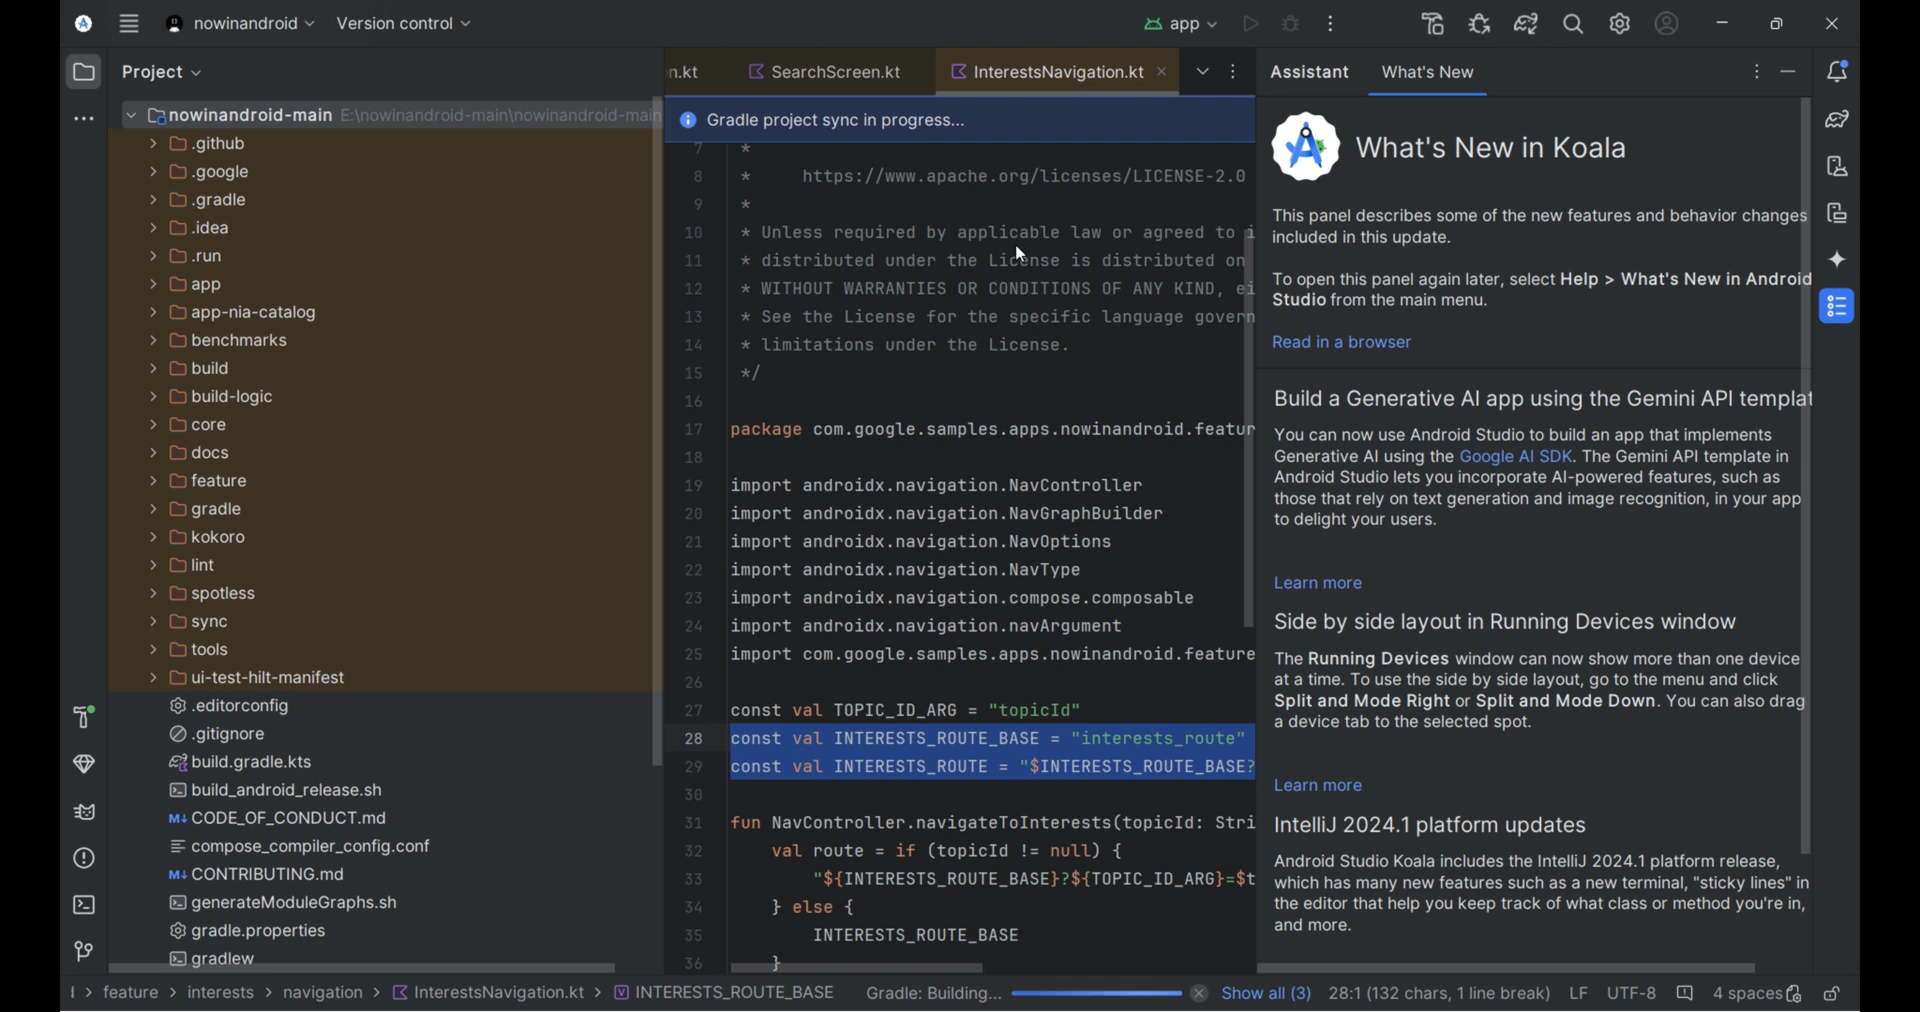 nowinandroid
Version control
app
Project
n.kt
SearchScreen.kt
InterestsNavigation.kt
Assistant
What's New
nowinandroid-main E:\nowinandroid-main\nowinandroid-main
.github
.google
.gradle
.idea
.run
app
app-nia-catalog
benchmarks
build
build-logic
core
docs
feature
gradle
kokoro
lint
spotless
sync
tools
ui-test-hilt-manifest
.editorconfig
.gitignore
build.gradle.kts
build_android_release.sh
M↓ CODE_OF_CONDUCT.md
compose_compiler_config.conf
M↓ CONTRIBUTING.md
generateModuleGraphs.sh
gradle.properties
gradlew
Gradle project sync in progress...
7 *
8 * https://www.apache.org/licenses/LICENSE-2.0
9 *
10 * Unless required by applicable law or agreed to i
11 * distributed under the License is distributed on
12 * WITHOUT WARRANTIES OR CONDITIONS OF ANY KIND, ei
13 * See the License for the specific language govern
14 * limitations under the License.
15 */
16
17 package com.google.samples.apps.nowinandroid.featur
18
19 import androidx.navigation.NavController
20 import androidx.navigation.NavGraphBuilder
21 import androidx.navigation.NavOptions
22 import androidx.navigation.NavType
23 import androidx.navigation.compose.composable
24 import androidx.navigation.navArgument
25 import com.google.samples.apps.nowinandroid.feature
26
27 const val TOPIC_ID_ARG = "topicId"
28 const val INTERESTS_ROUTE_BASE = "interests_route"
29 const val INTERESTS_ROUTE = "$INTERESTS_ROUTE_BASE?
30
31 fun NavController.navigateToInterests(topicId: Stri
32 val route = if (topicId != null) {
33 "${INTERESTS_ROUTE_BASE}?${TOPIC_ID_ARG}=$t
34 } else {
35 INTERESTS_ROUTE_BASE
36 }
What's New in Koala
This panel describes some of the new features and behavior changes
included in this update.
To open this panel again later, select Help > What's New in Android
Studio from the main menu.
Read in a browser
Build a Generative AI app using the Gemini API templat
You can now use Android Studio to build an app that implements
Generative AI using the Google AI SDK. The Gemini API template in
Android Studio lets you incorporate AI-powered features, such as
those that rely on text generation and image recognition, in your app
to delight your users.
Learn more
Side by side layout in Running Devices window
The Running Devices window can now show more than one device
at a time. To use the side by side layout, go to the menu and click
Split and Mode Right or Split and Mode Down. You can also drag
a device tab to the selected spot.
Learn more
IntelliJ 2024.1 platform updates
Android Studio Koala includes the IntelliJ 2024.1 platform release,
which has many new features such as a new terminal, "sticky lines" in
the editor that help you keep track of what class or method you're in,
and more.
> feature > interests > navigation > InterestsNavigation.kt > INTERESTS_ROUTE_BASE
Gradle: Building...
Show all (3)
28:1 (132 chars, 1 line break)
LF
UTF-8
4 spaces